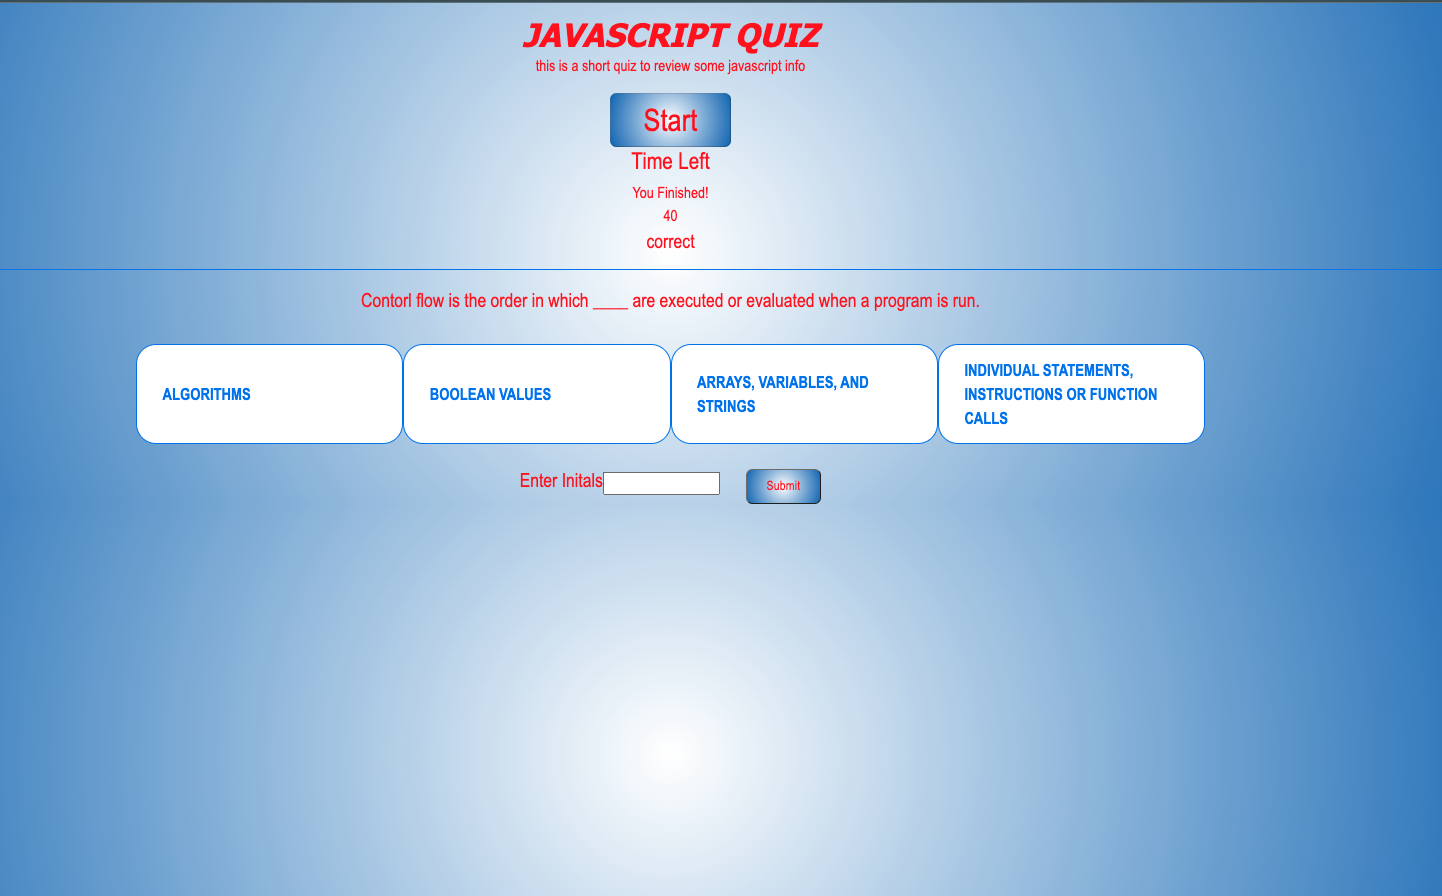 JAVASCRIPT QUIZ
this is a short quiz to review some javascript info
Start
Time Left
You Finished!
40
correct
Contorl flow is the order in which ____ are executed or evaluated when a program is run.
ALGORITHMS
BOOLEAN VALUES
ARRAYS, VARIABLES, AND
STRINGS
INDIVIDUAL STATEMENTS,
INSTRUCTIONS OR FUNCTION
CALLS
Enter Initals
Submit